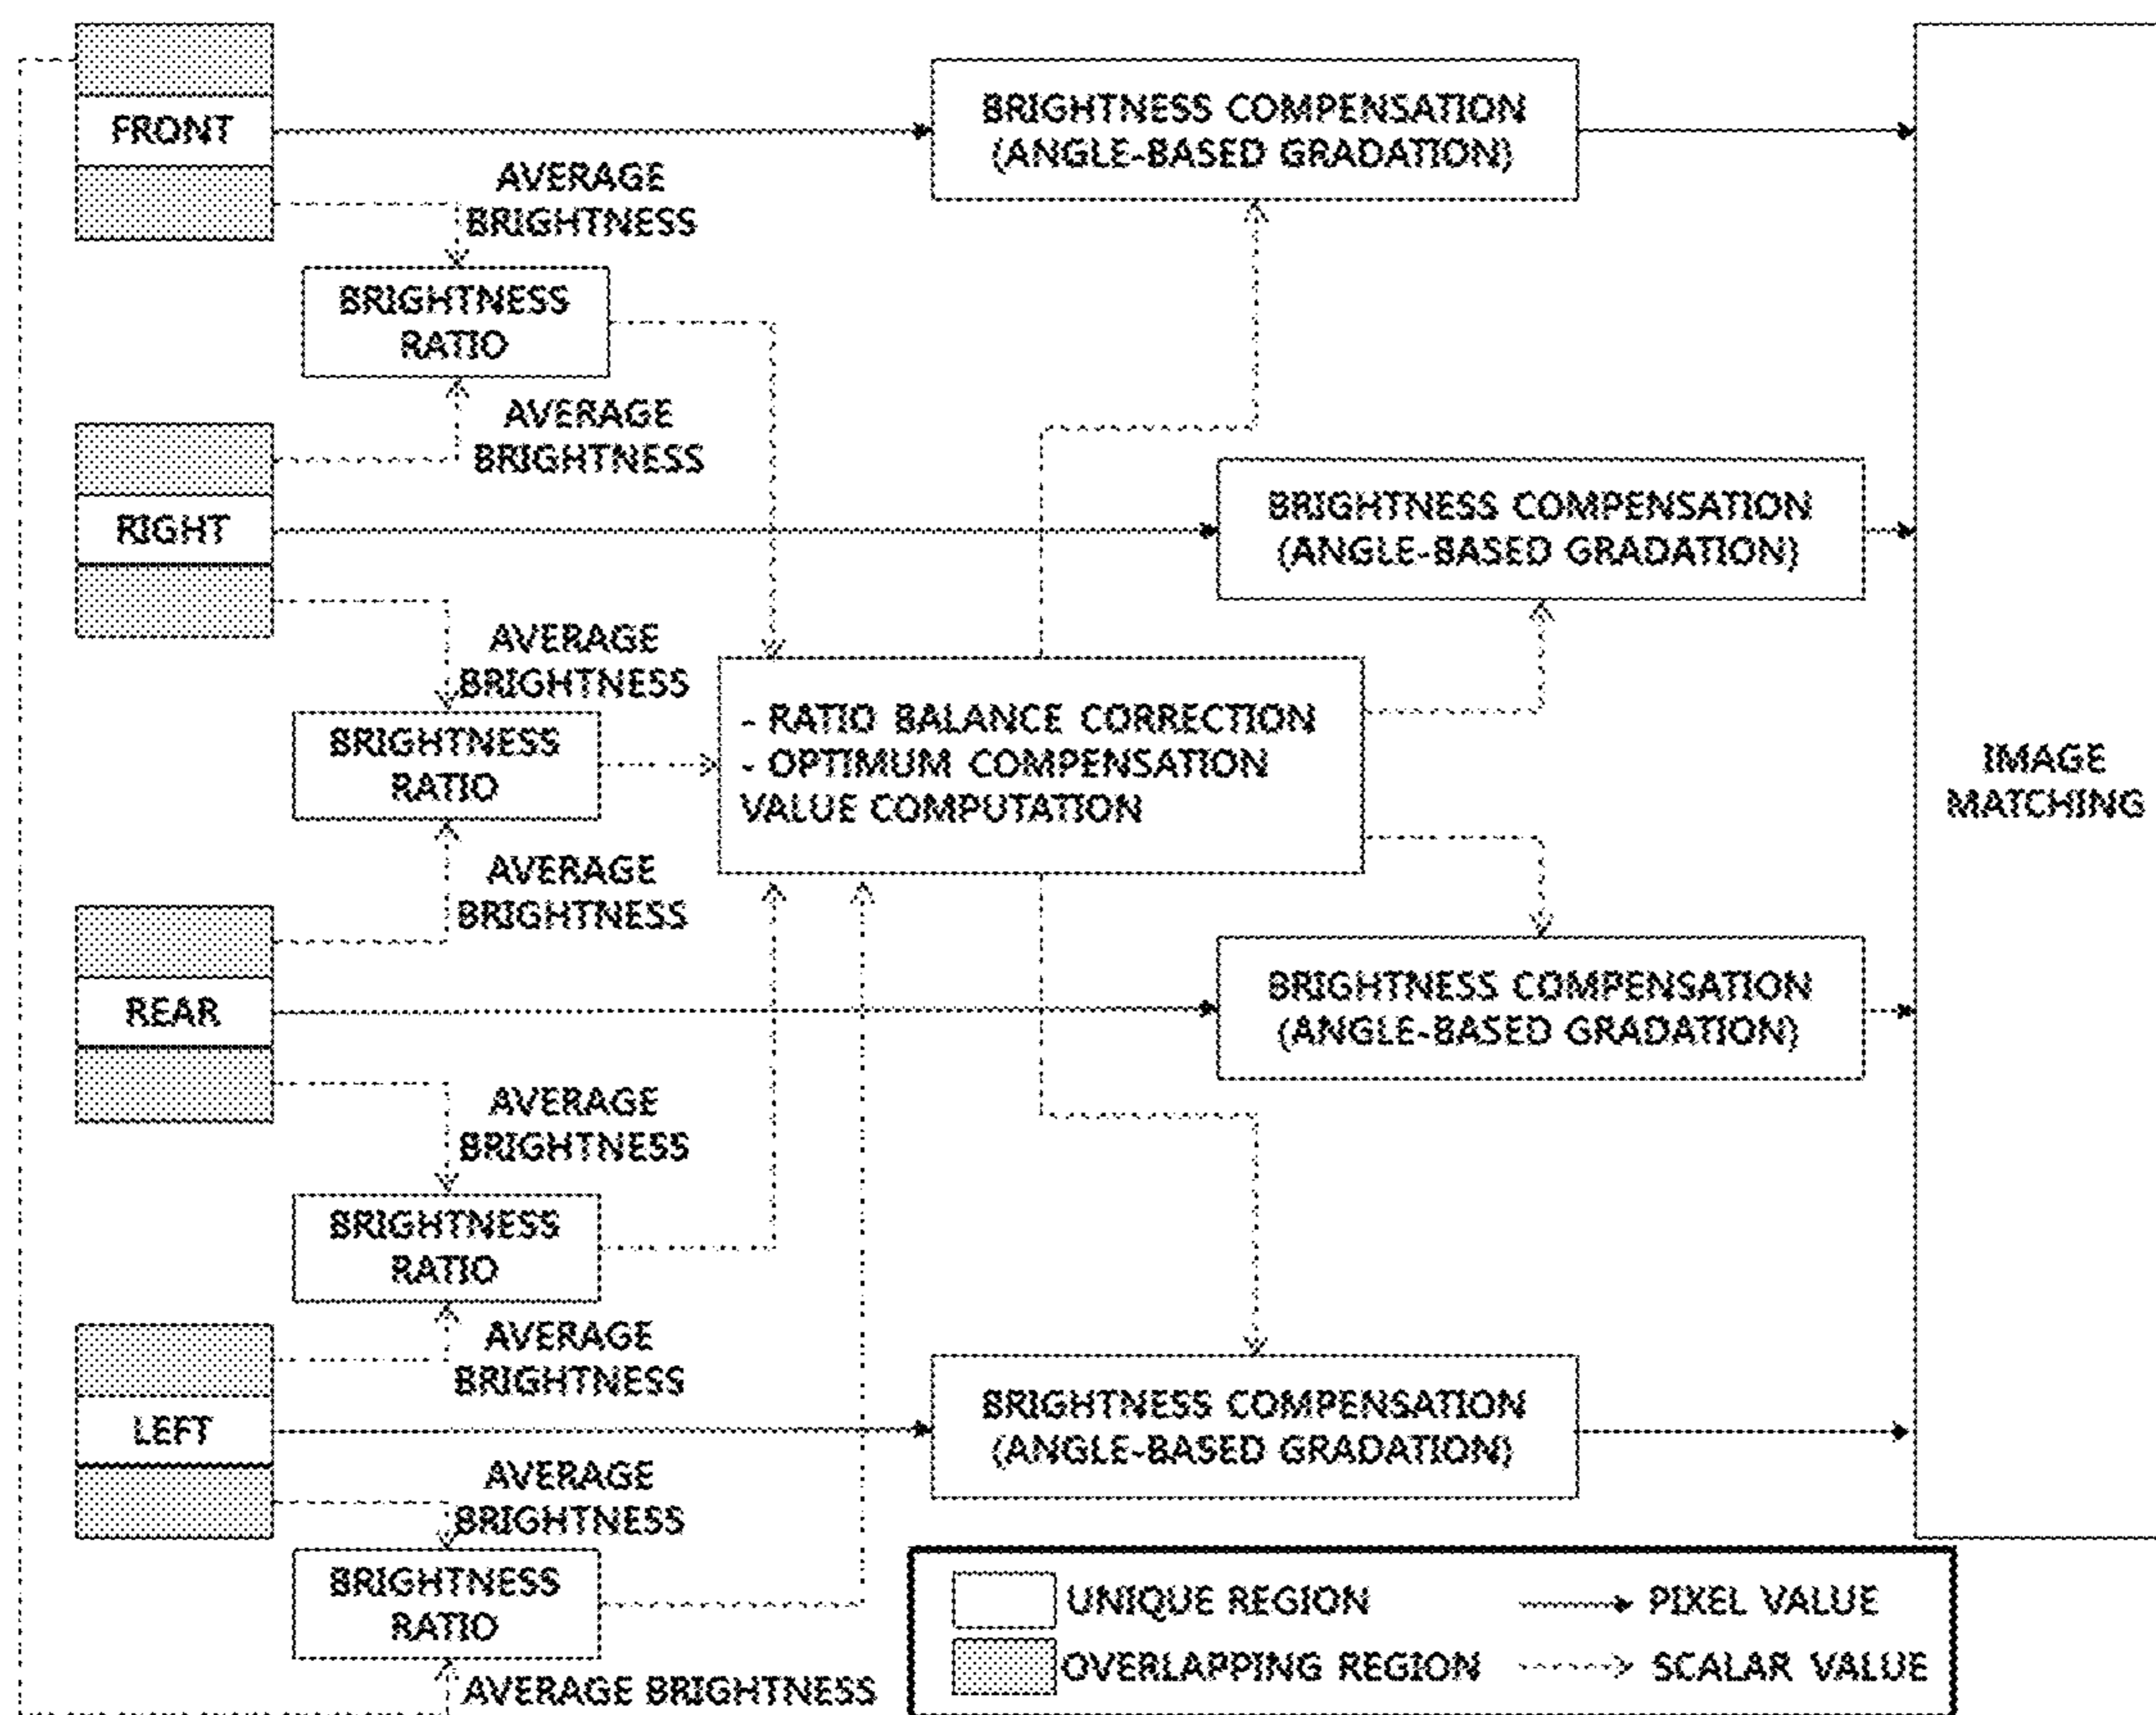 FRONT
BRIGHTNESS COMPENSATION
(ANGLE-BASED GRADATION)
AVERAGE
BRIGHTNESS
BRIGHTNESS
RATIO
AVERAGE
BRIGHTNESS
RIGHT
BRIGHTNESS COMPENSATION
(ANGLE-BASED GRADATION)
AVERAGE
BRIGHTNESS
BRIGHTNESS
RATIO
- RATIO BALANCE CORRECTION
- OPTIMUM COMPENSATION
VALUE COMPUTATION
IMAGE
MATCHING
AVERAGE
BRIGHTNESS
REAR
BRIGHTNESS COMPENSATION
(ANGLE-BASED GRADATION)
AVERAGE
BRIGHTNESS
BRIGHTNESS
RATIO
AVERAGE
BRIGHTNESS
LEFT
BRIGHTNESS COMPENSATION
(ANGLE-BASED GRADATION)
AVERAGE
BRIGHTNESS
BRIGHTNESS
RATIO
AVERAGE BRIGHTNESS
UNIQUE REGION
PIXEL VALUE
OVERLAPPING REGION
SCALAR VALUE